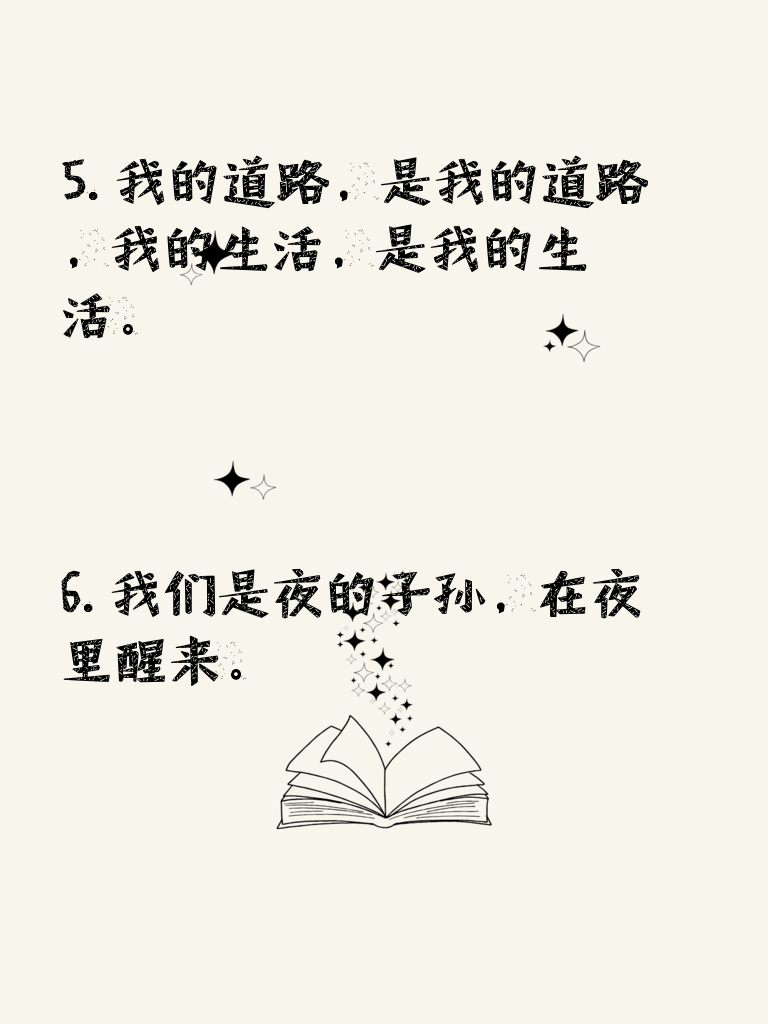 5. 我的道路，是我的道路
，我的生活，是我的生
活。
6. 我们是夜的子孙，在夜
里醒来。